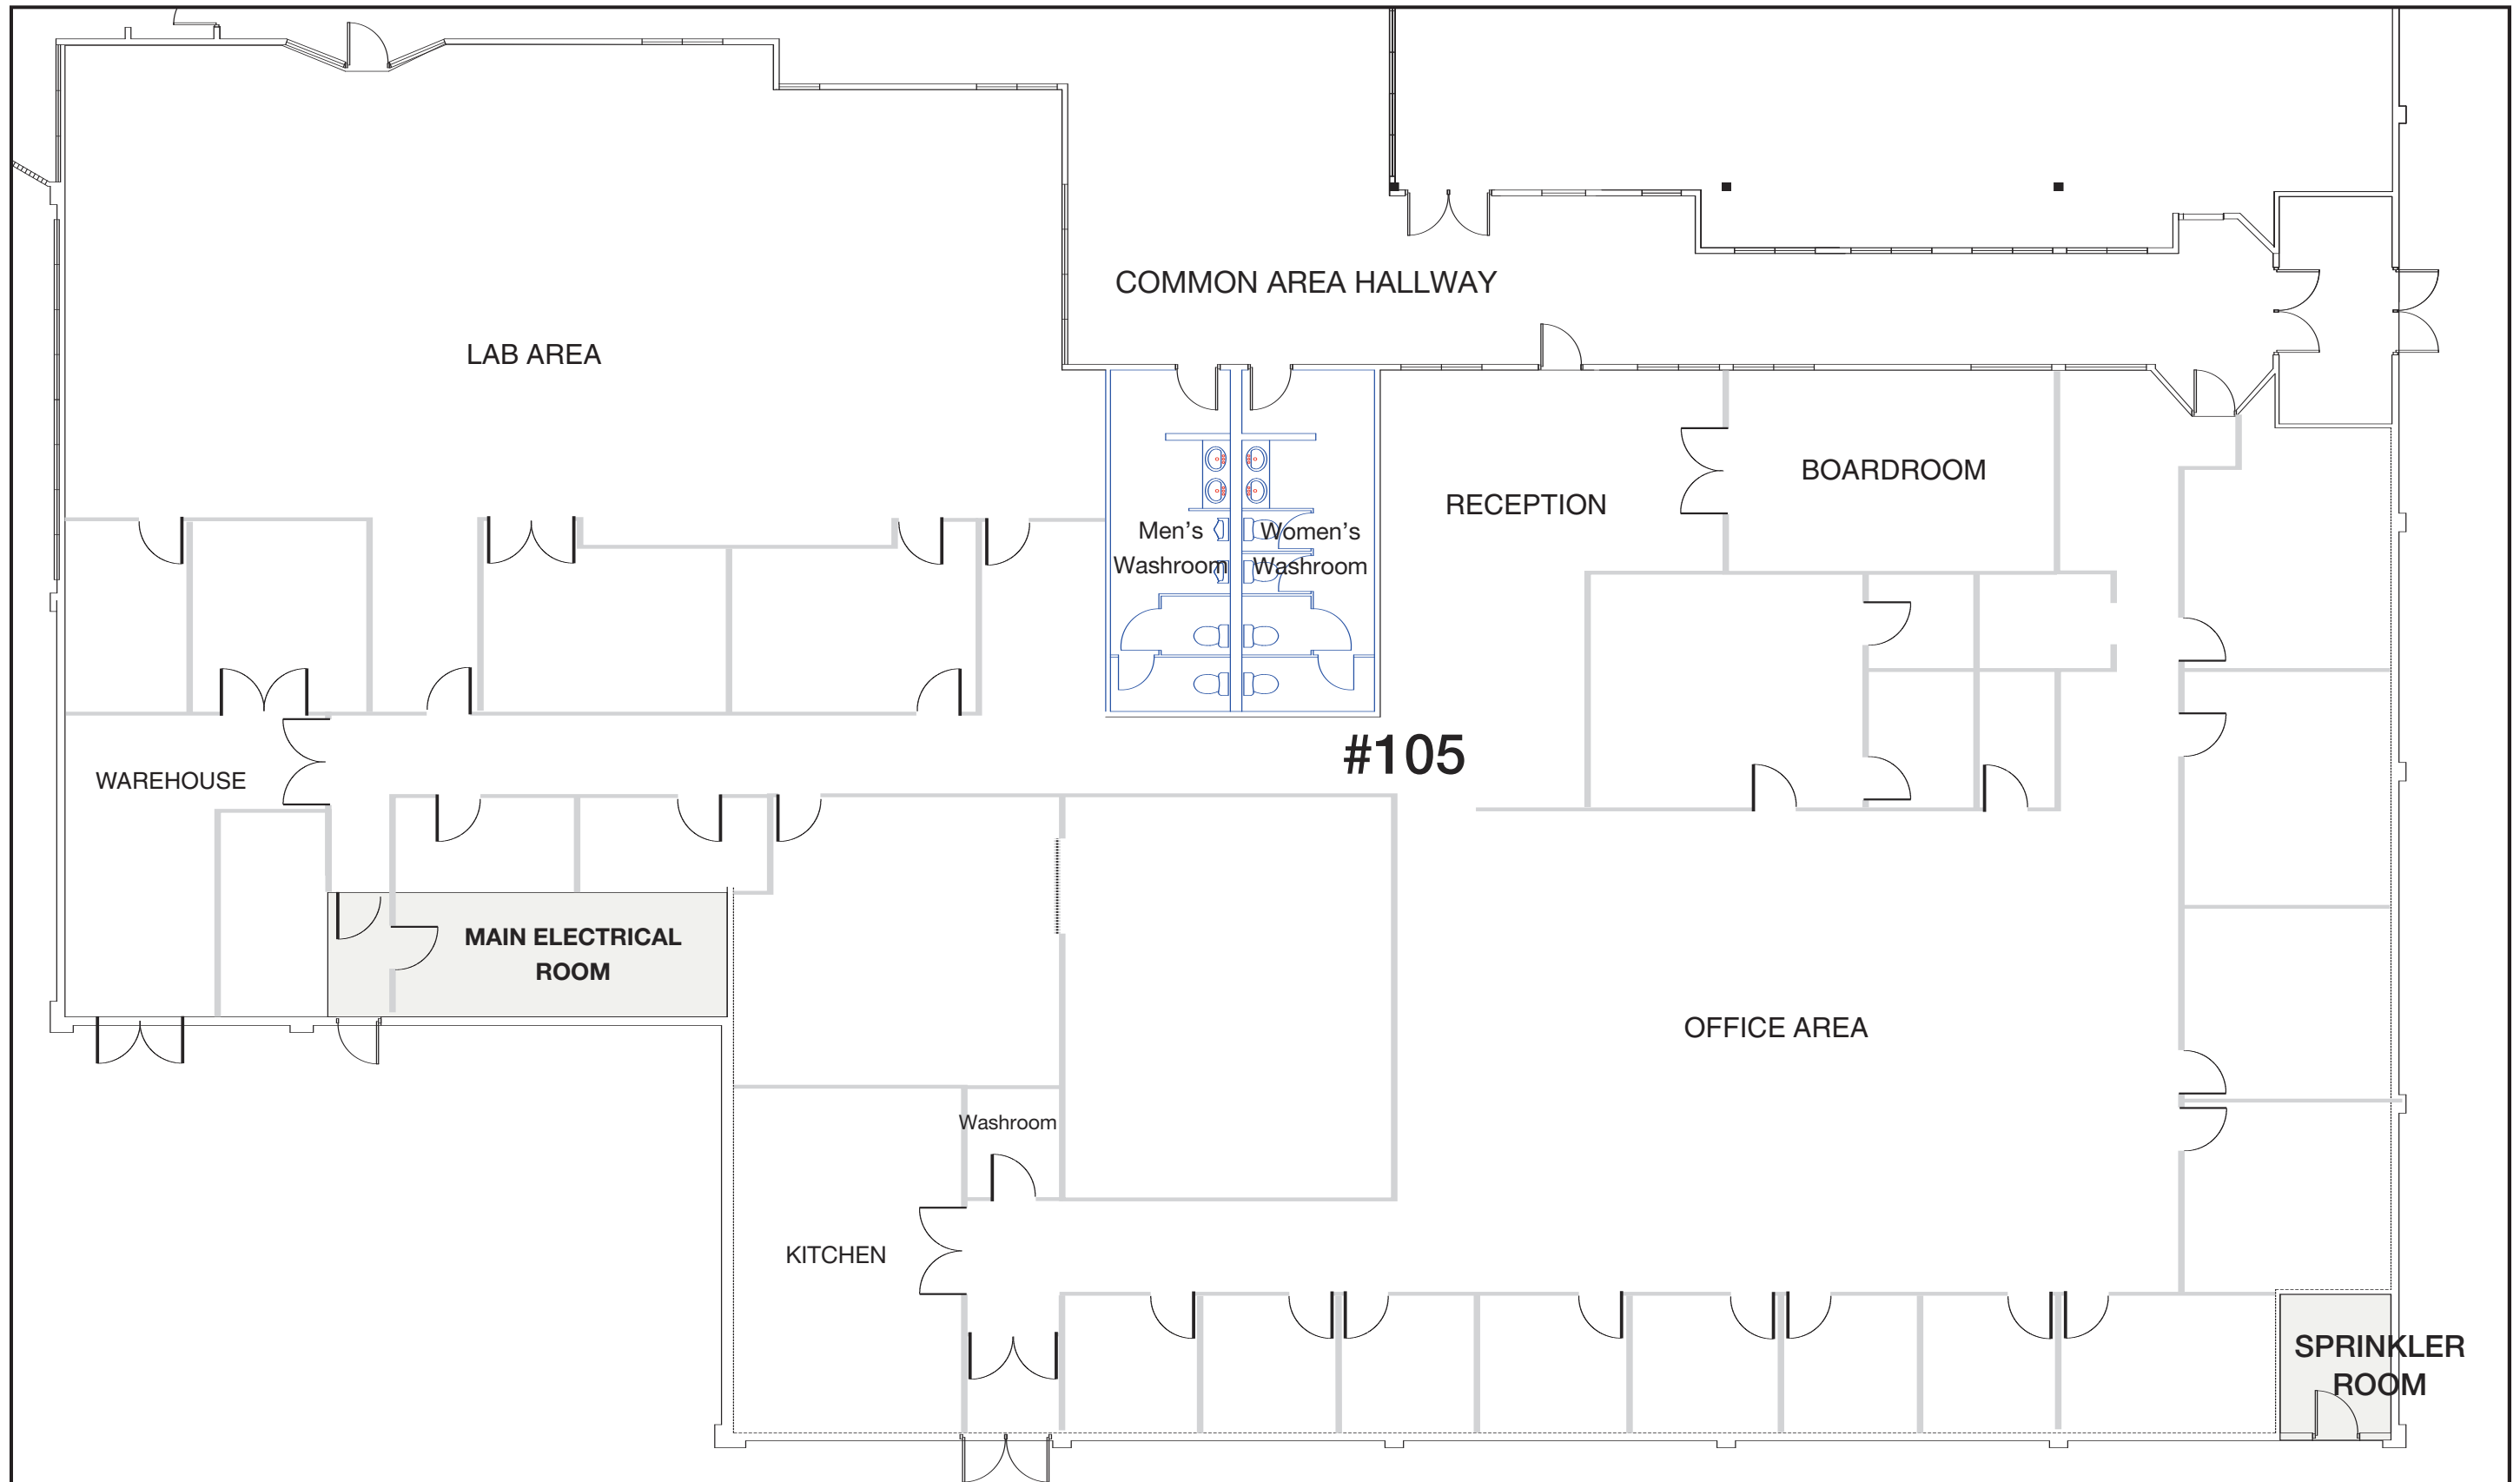 COMMON AREA HALLWAY
LAB AREA
BOARDROOM
RECEPTION
Men's
Washroom
Women's
Washroom
#105
WAREHOUSE
MAIN ELECTRICAL
ROOM
OFFICE AREA
Washroom
KITCHEN
SPRINKLER
ROOM